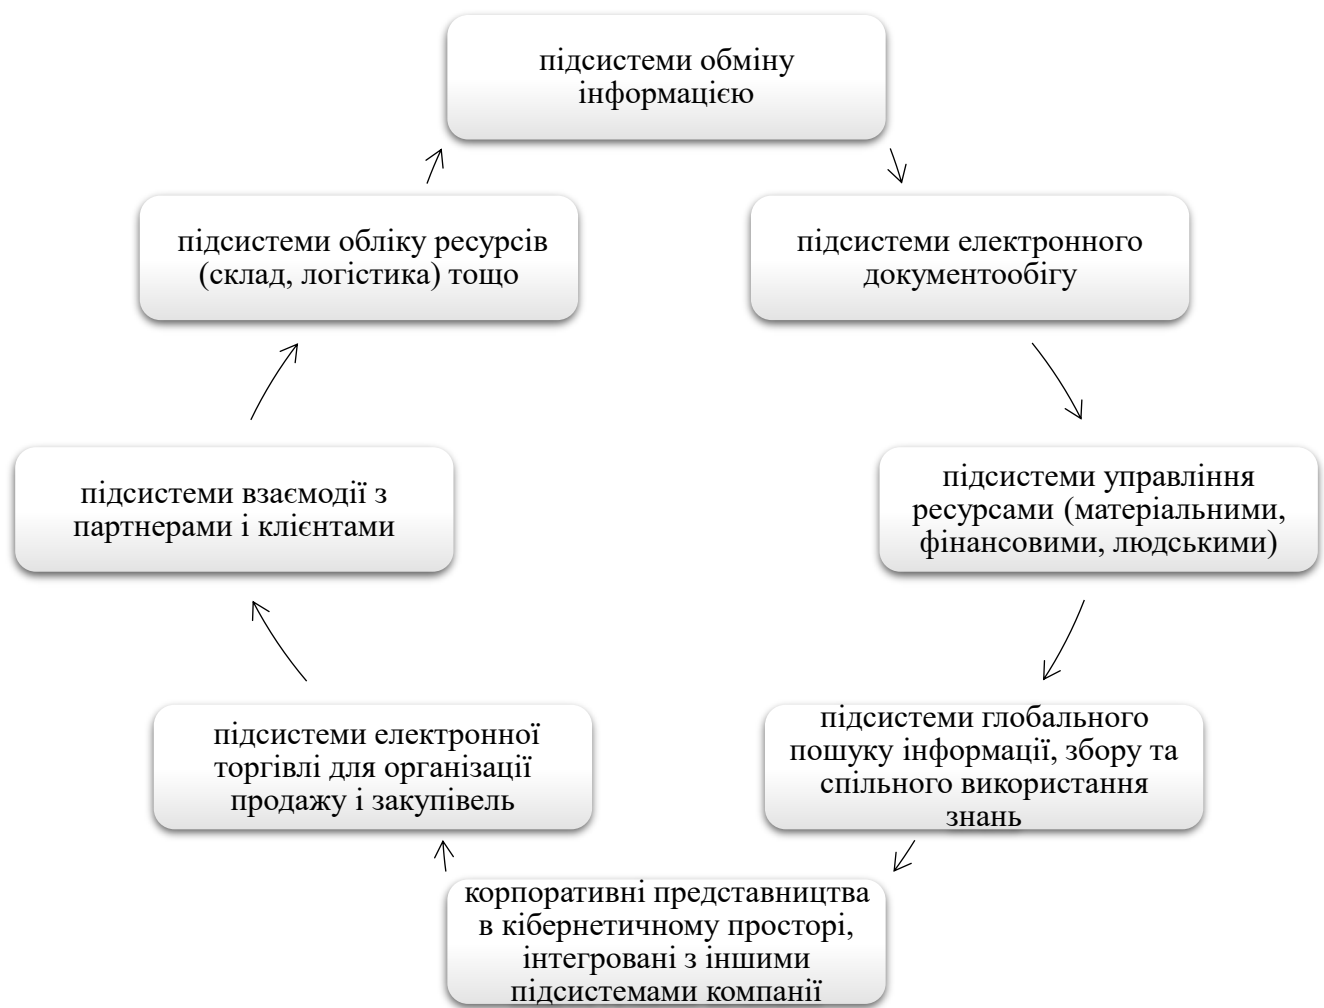 підсистеми обміну
інформацією
підсистеми електронного
документообігу
підсистеми управління
ресурсами (матеріальними,
фінансовими, людськими)
підсистеми глобального
пошуку інформації, збору та
спільного використання
знань
корпоративні представництва
в кібернетичному просторі,
інтегровані з іншими
підсистемами компанії
підсистеми електронної
торгівлі для організації
продажу і закупівель
підсистеми взаємодії з
партнерами і клієнтами
підсистеми обліку ресурсів
(склад, логістика) тощо